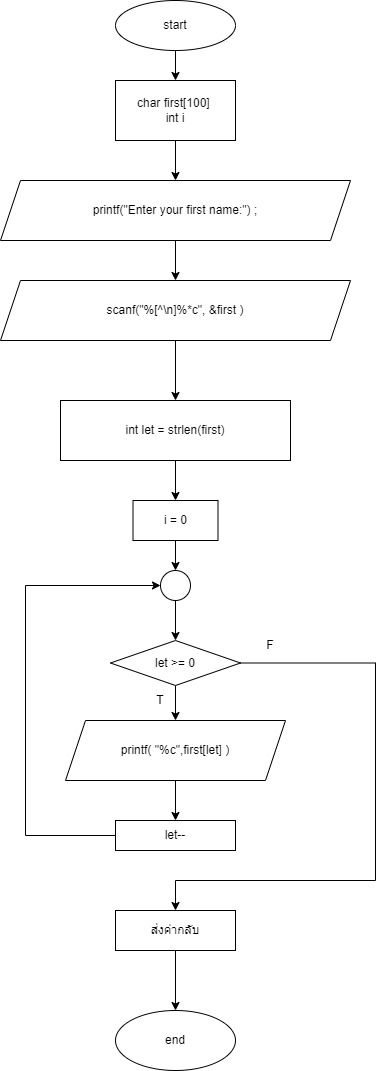 start
char first[100]
int i
printf("Enter your first name:") ;
scanf("%[^\n]%*c", &first )
int let = strlen(first)
i = 0
let >= 0
F
T
printf( "%c",first[let] )
let--
ส่งค่ากลับ
end